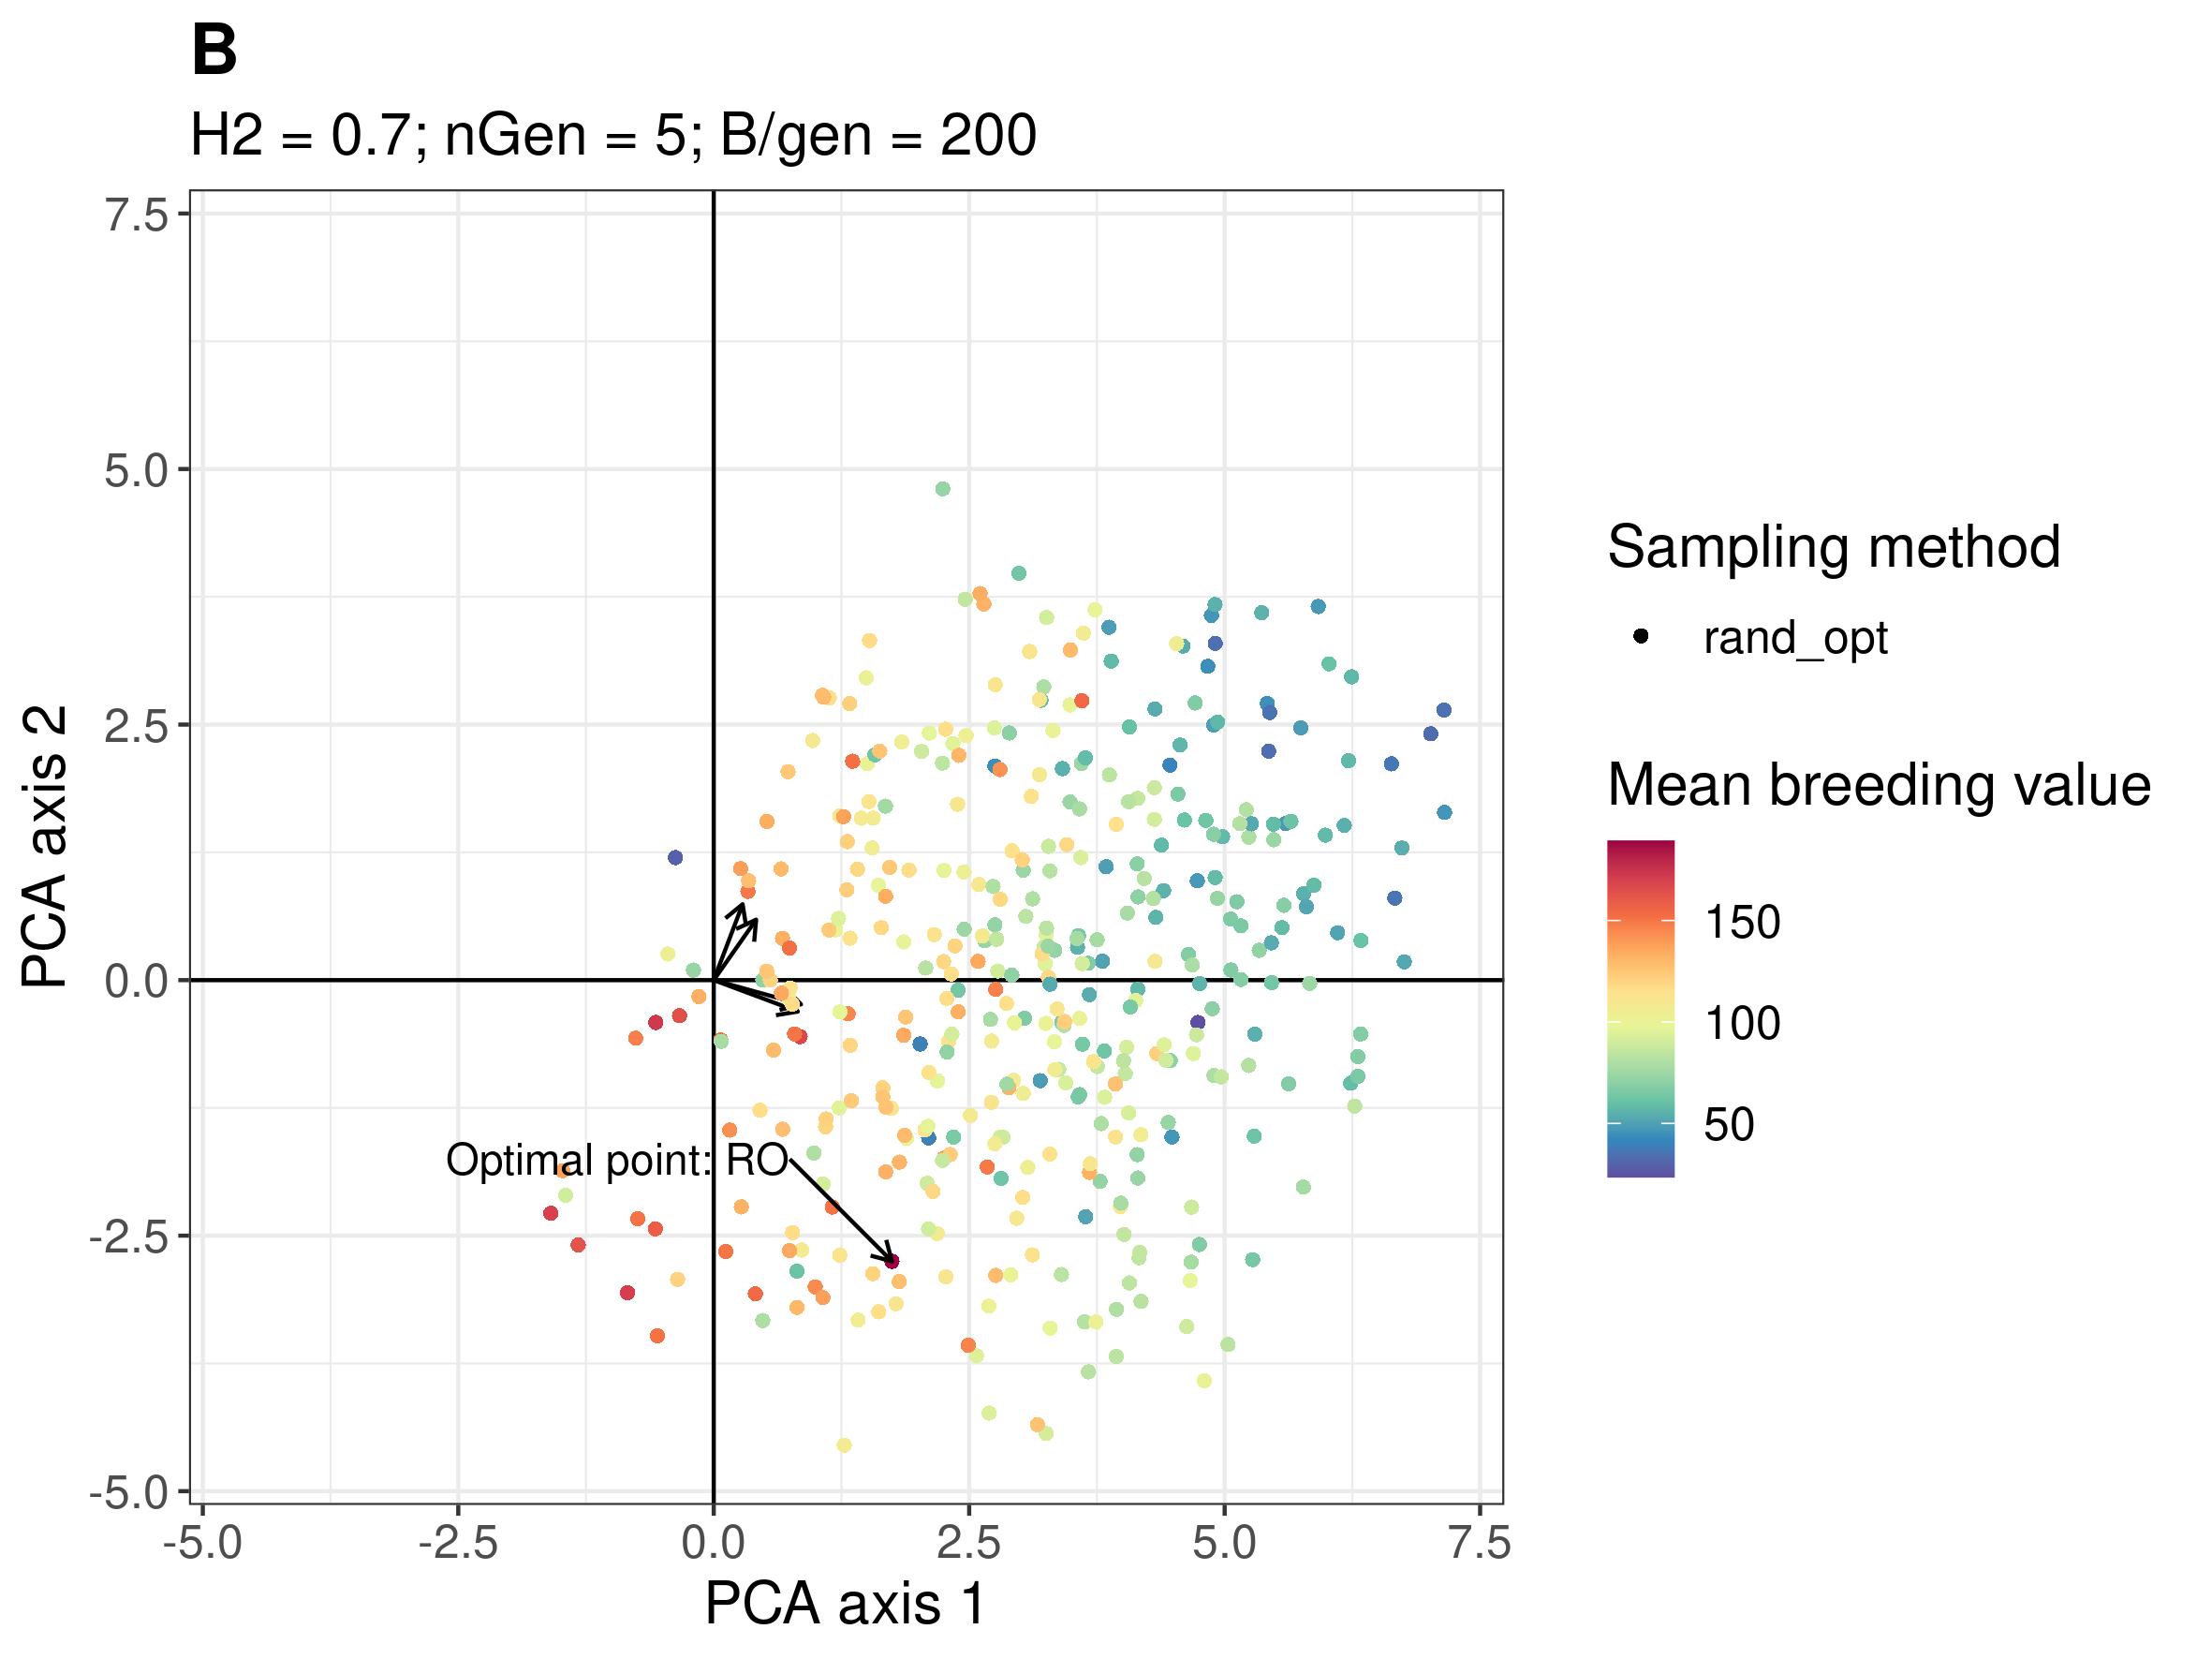 B
H2 = 0.7; nGen = 5; B/gen = 200
7.5
5.0
2.5
0.0
-2.5
-5.0
PCA axis 2
Optimal point: RO
-5.0 -2.5 0.0 2.5 5.0 7.5
PCA axis 1
Sampling method
rand_opt
Mean breeding value
150
100
50